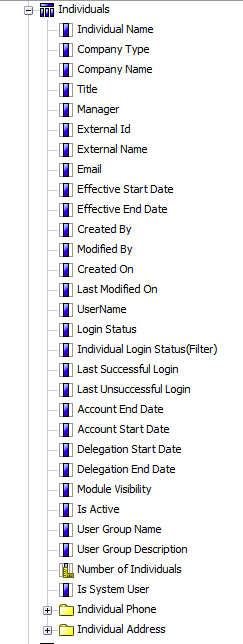 Individuals
Individual Name
Company Type
Company Name
Title
Manager
External Id
External Name
Email
Effective Start Date
Effective End Date
Created By
Modified By
Created On
Last Modified On
UserName
Login Status
Individual Login Status(Filter)
Last Successful Login
Last Unsuccessful Login
Account End Date
Account Start Date
Delegation Start Date
Delegation End Date
Module Visibility
Is Active
User Group Name
User Group Description
Number of Individuals
Is System User
Individual Phone
Individual Address